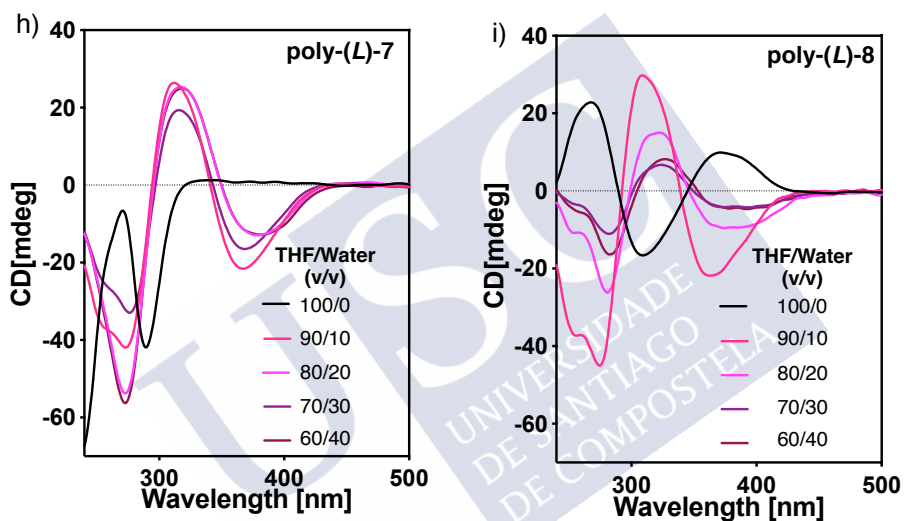 h)
poly-(L)-7
CD[mdeg]
40
20
0
-20
-40
-60
THF/Water
(v/v)
100/0
90/10
80/20
70/30
60/40
300
400
500
Wavelength [nm]
i)
poly-(L)-8
CD[mdeg]
40
20
0
-20
-40
-60
THF/Water
(v/v)
100/0
90/10
80/20
70/30
60/40
300
400
500
Wavelength [nm]
USC
UNIVERSIDADE
DE SANTIAGO
DE COMPOSTELA